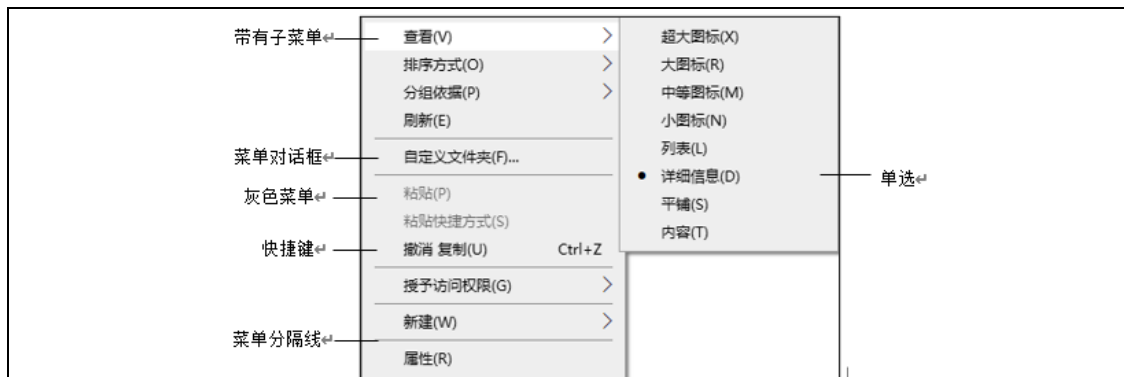 带有子菜单↵
菜单对话框↵
灰色菜单↵
快捷键↵
菜单分隔线↵
查看(V)
排序方式(O)
分组依据(P)
刷新(E)
自定义文件夹(F)...
粘贴(P)
粘贴快捷方式(S)
撤消 复制(U) Ctrl+Z
授予访问权限(G)
新建(W)
属性(R)
超大图标(X)
大图标(R)
中等图标(M)
小图标(N)
列表(L)
● 详细信息(D)
平铺(S)
内容(T)
单选↵